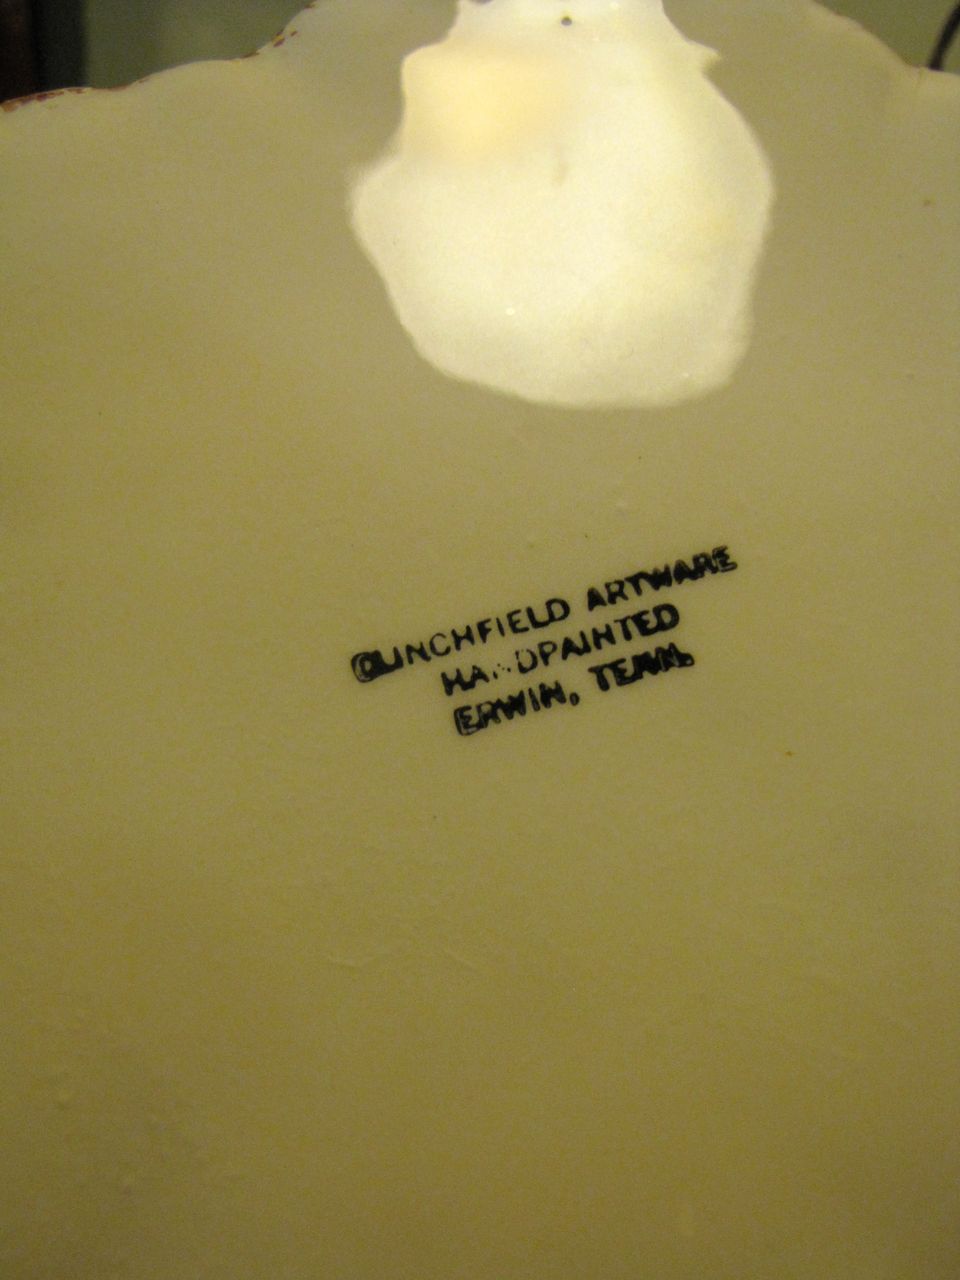 CLINCHFIELD ARTWARE
HANDPAINTED
ERWIN, TENN.